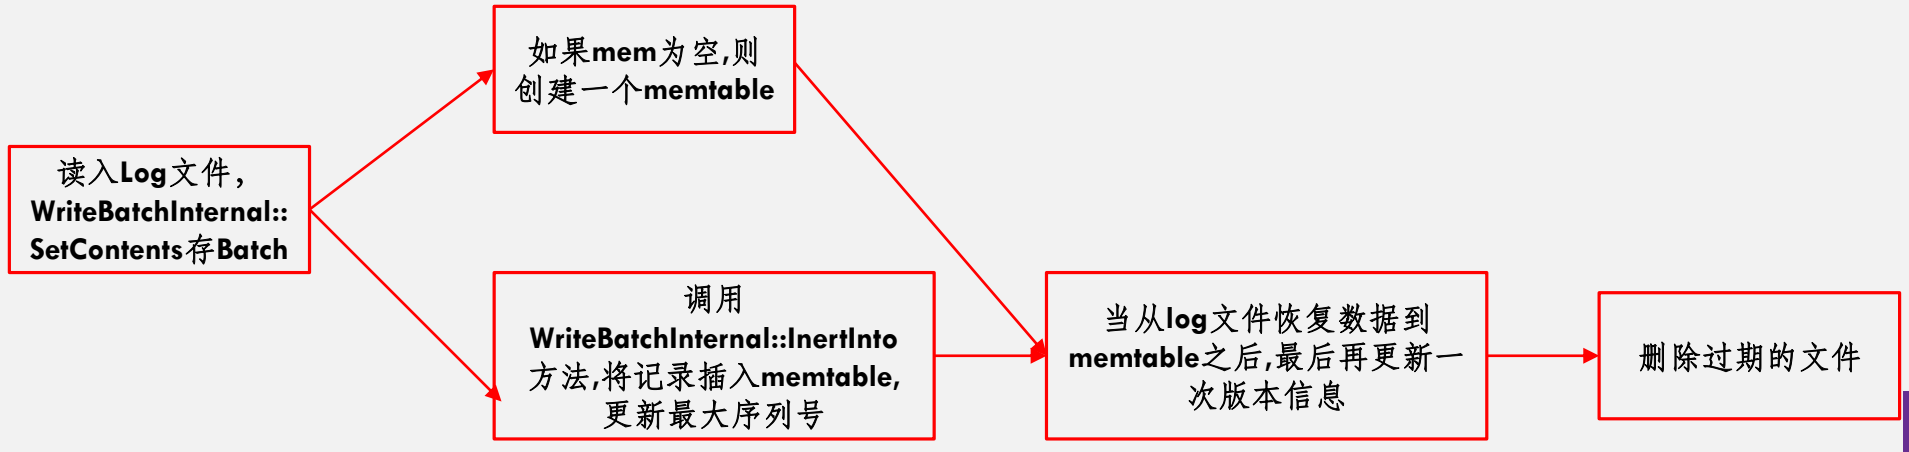 如果mem为空,则
创建一个memtable
读入Log文件，
WriteBatchInternal::
SetContents存Batch
调用
WriteBatchInternal::InertInto
方法,将记录插入memtable,
更新最大序列号
当从log文件恢复数据到
memtable之后,最后再更新一
次版本信息
删除过期的文件